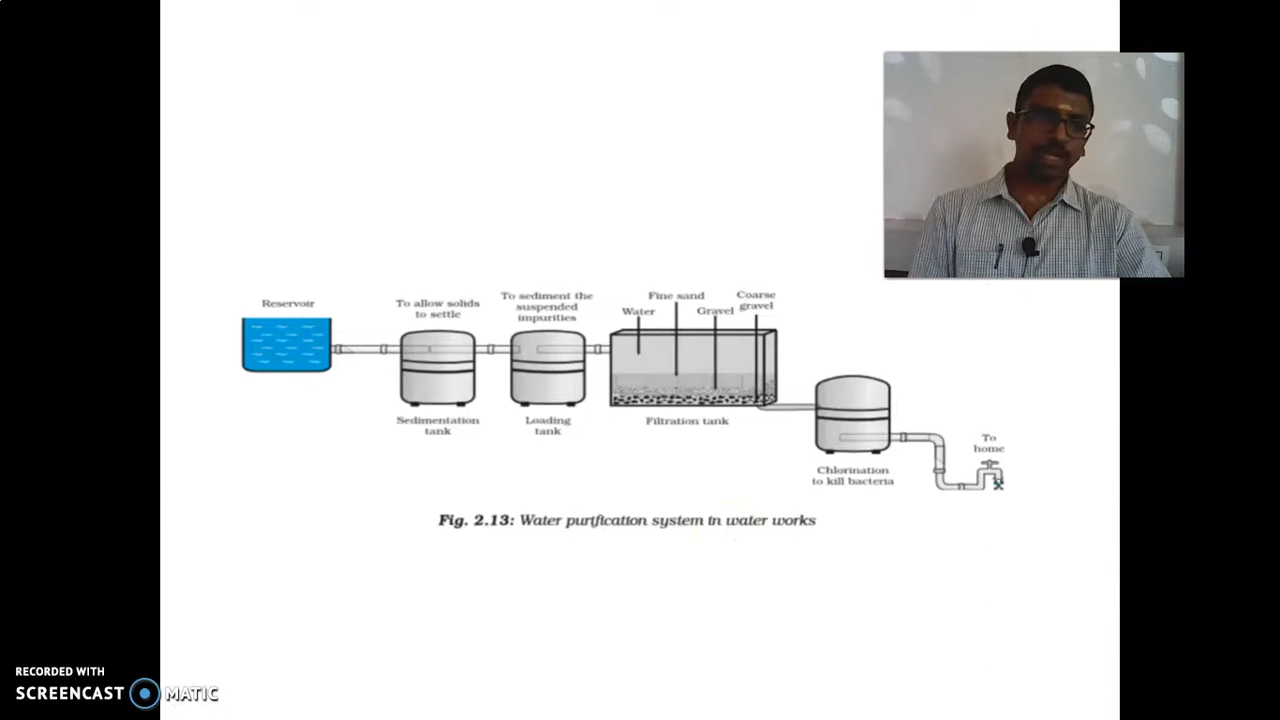 Reservoir
To allow solids
to settle
To sediment the
suspended
impurities
Water
Fine sand
Gravel
Coarse
gravel
Sedimentation
tank
Loading
tank
Filtration tank
Chlorination
to kill bacteria
To
home
Fig. 2.13: Water purification system in water works
RECORDED WITH
SCREENCAST MATIC